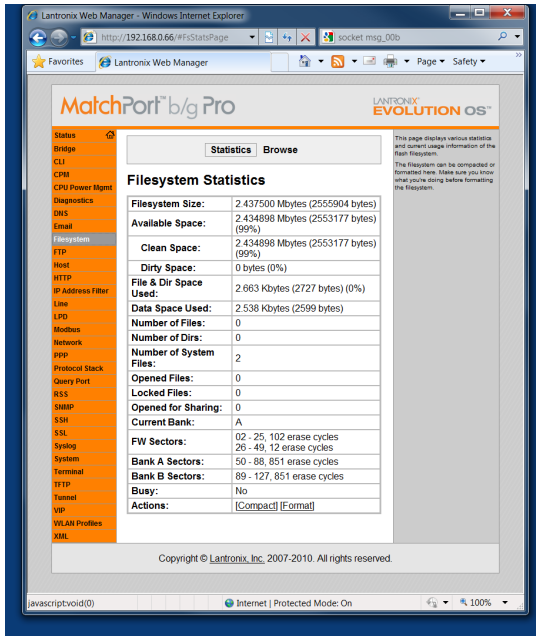 Lantronix Web Manager - Windows Internet Explorer
http://192.168.0.66/#FsStatsPage
socket msg_00b
Favorites
Lantronix Web Manager
Page
Safety
»
MatchPort™ b/g Pro
LANTRONIX®
EVOLUTION OS™
Status
Bridge
CLI
CPM
CPU Power Mgmt
Diagnostics
DNS
Email
Filesystem
FTP
Host
HTTP
IP Address Filter
Line
LPD
Modbus
Network
PPP
Protocol Stack
Query Port
RSS
SNMP
SSH
SSL
Syslog
System
Terminal
TFTP
Tunnel
VIP
WLAN Profiles
XML
Statistics Browse
Filesystem Statistics
Filesystem Size: 2.437500 Mbytes (2555904 bytes)
Available Space: 2.434898 Mbytes (2553177 bytes)
(99%)
Clean Space: 2.434898 Mbytes (2553177 bytes)
(99%)
Dirty Space: 0 bytes (0%)
File & Dir Space
Used: 2.663 Kbytes (2727 bytes) (0%)
Data Space Used: 2.538 Kbytes (2599 bytes)
Number of Files: 0
Number of Dirs: 0
Number of System
Files: 2
Opened Files: 0
Locked Files: 0
Opened for Sharing: 0
Current Bank: A
FW Sectors: 02 - 25, 102 erase cycles
26 - 49, 12 erase cycles
Bank A Sectors: 50 - 88, 851 erase cycles
Bank B Sectors: 89 - 127, 851 erase cycles
Busy: No
Actions: [Compact] [Format]
This page displays various statistics
and current usage information of the
flash filesystem.
The filesystem can be compacted or
formatted here. Make sure you know
what you're doing before formatting
the filesystem.
Copyright © Lantronix, Inc. 2007-2010. All rights reserved.
javascript:void(0)
Internet | Protected Mode: On
100%